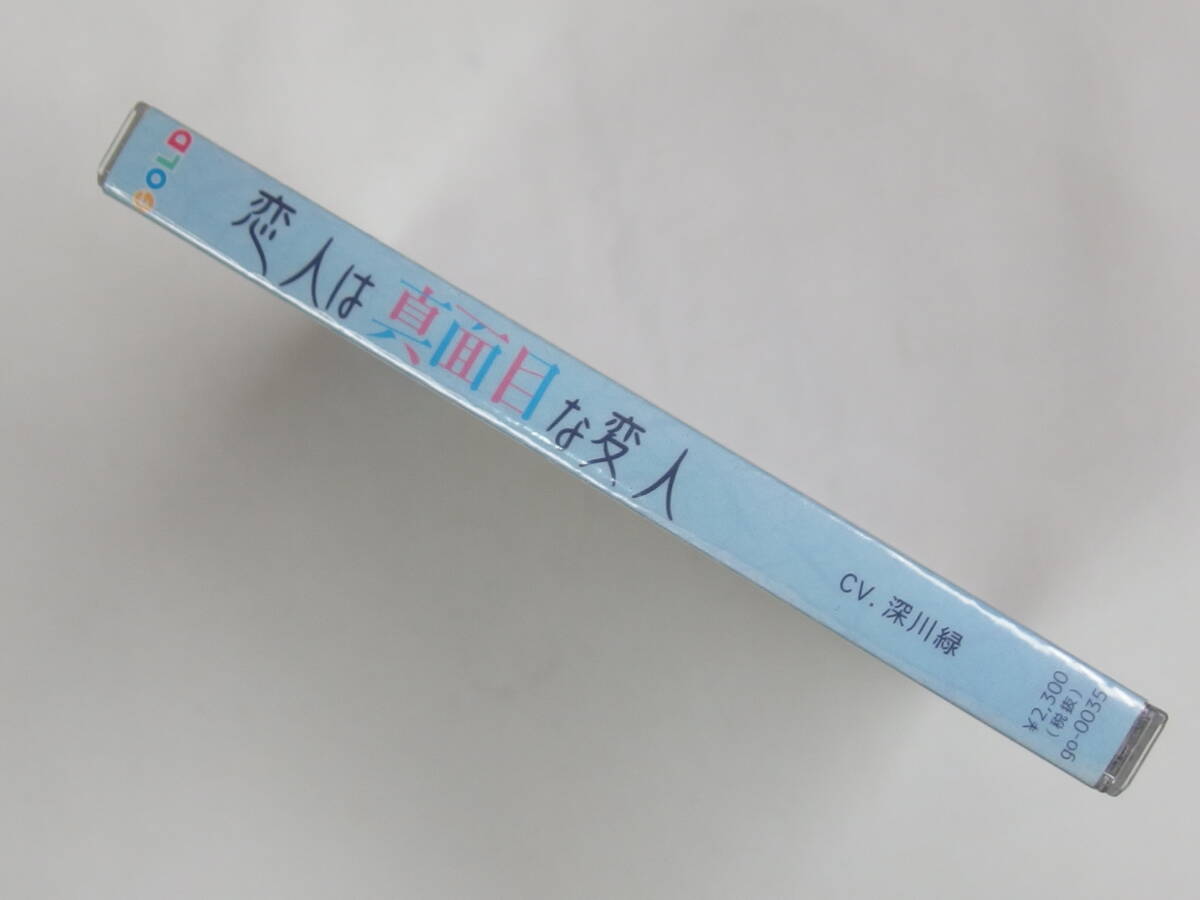 GOLD
恋人は真面目な変人
CV. 深川緑
¥2,300
(税抜)
go-0035